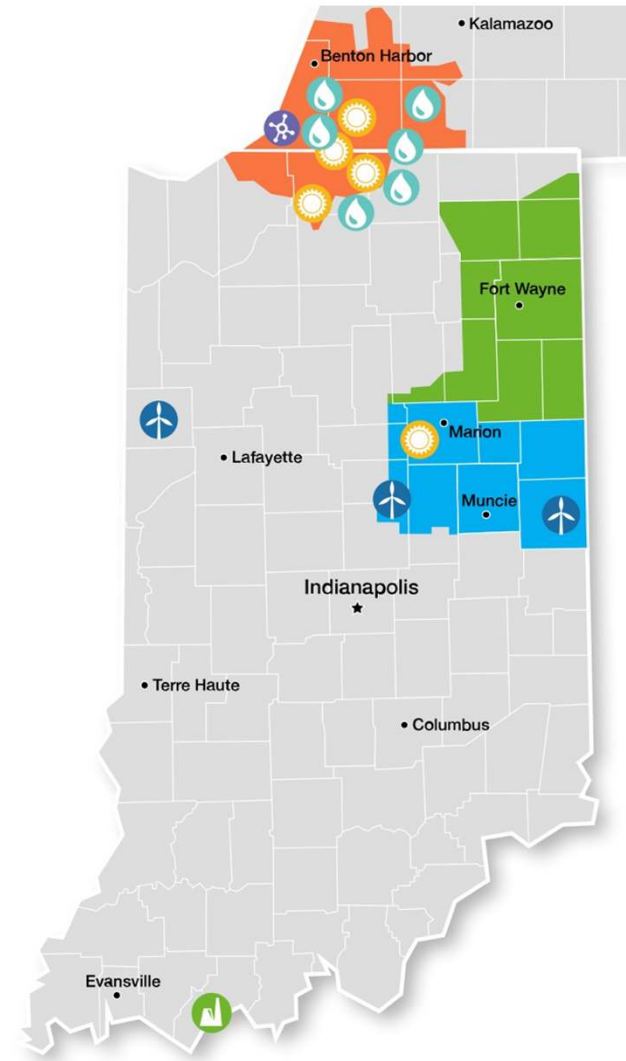 Kalamazoo
Benton Harbor
Fort Wayne
Marion
Lafayette
Muncie
Indianapolis
Terre Haute
Columbus
Evansville